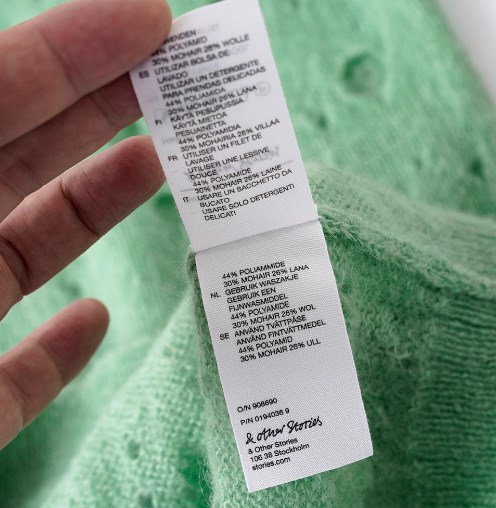 WENDEN
44% POLYAMID
30% MOHAIR 26% WOLLE
ES UTILIZAR BOLSA DE
LAVADO
UTILIZAR UN DETERGENTE
PARA PRENDAS DELICADAS
44% POLIAMIDA
30% MOHAIR 26% LANA
FI KÄYTÄ PESUPUSSIA
KÄYTÄ MIETOA
PESUAINETTA
44% POLYAMIDIA
30% MOHAIRIA 26% VILLAA
FR UTILISER UN FILET DE
LAVAGE
UTILISER UNE LESSIVE
DOUCE
44% POLYAMIDE
30% MOHAIR 26% LAINE
IT USARE UN SACCHETTO DA
BUCATO
USARE SOLO DETERGENTI
DELICATI
44% POLIAMMIDE
30% MOHAIR 26% LANA
NL GEBRUIK WASZAKJE
GEBRUIK EEN
FIJNWASMIDDEL
44% POLYAMIDE
30% MOHAIR 26% WOL
SE ANVÄND TVÄTTPÅSE
ANVÄND FINTVÄTTMEDEL
44% POLYAMID
30% MOHAIR 26% ULL
O/N 908690
P/N 0194036 9
& other Stories
& Other Stories
106 38 Stockholm
stories.com